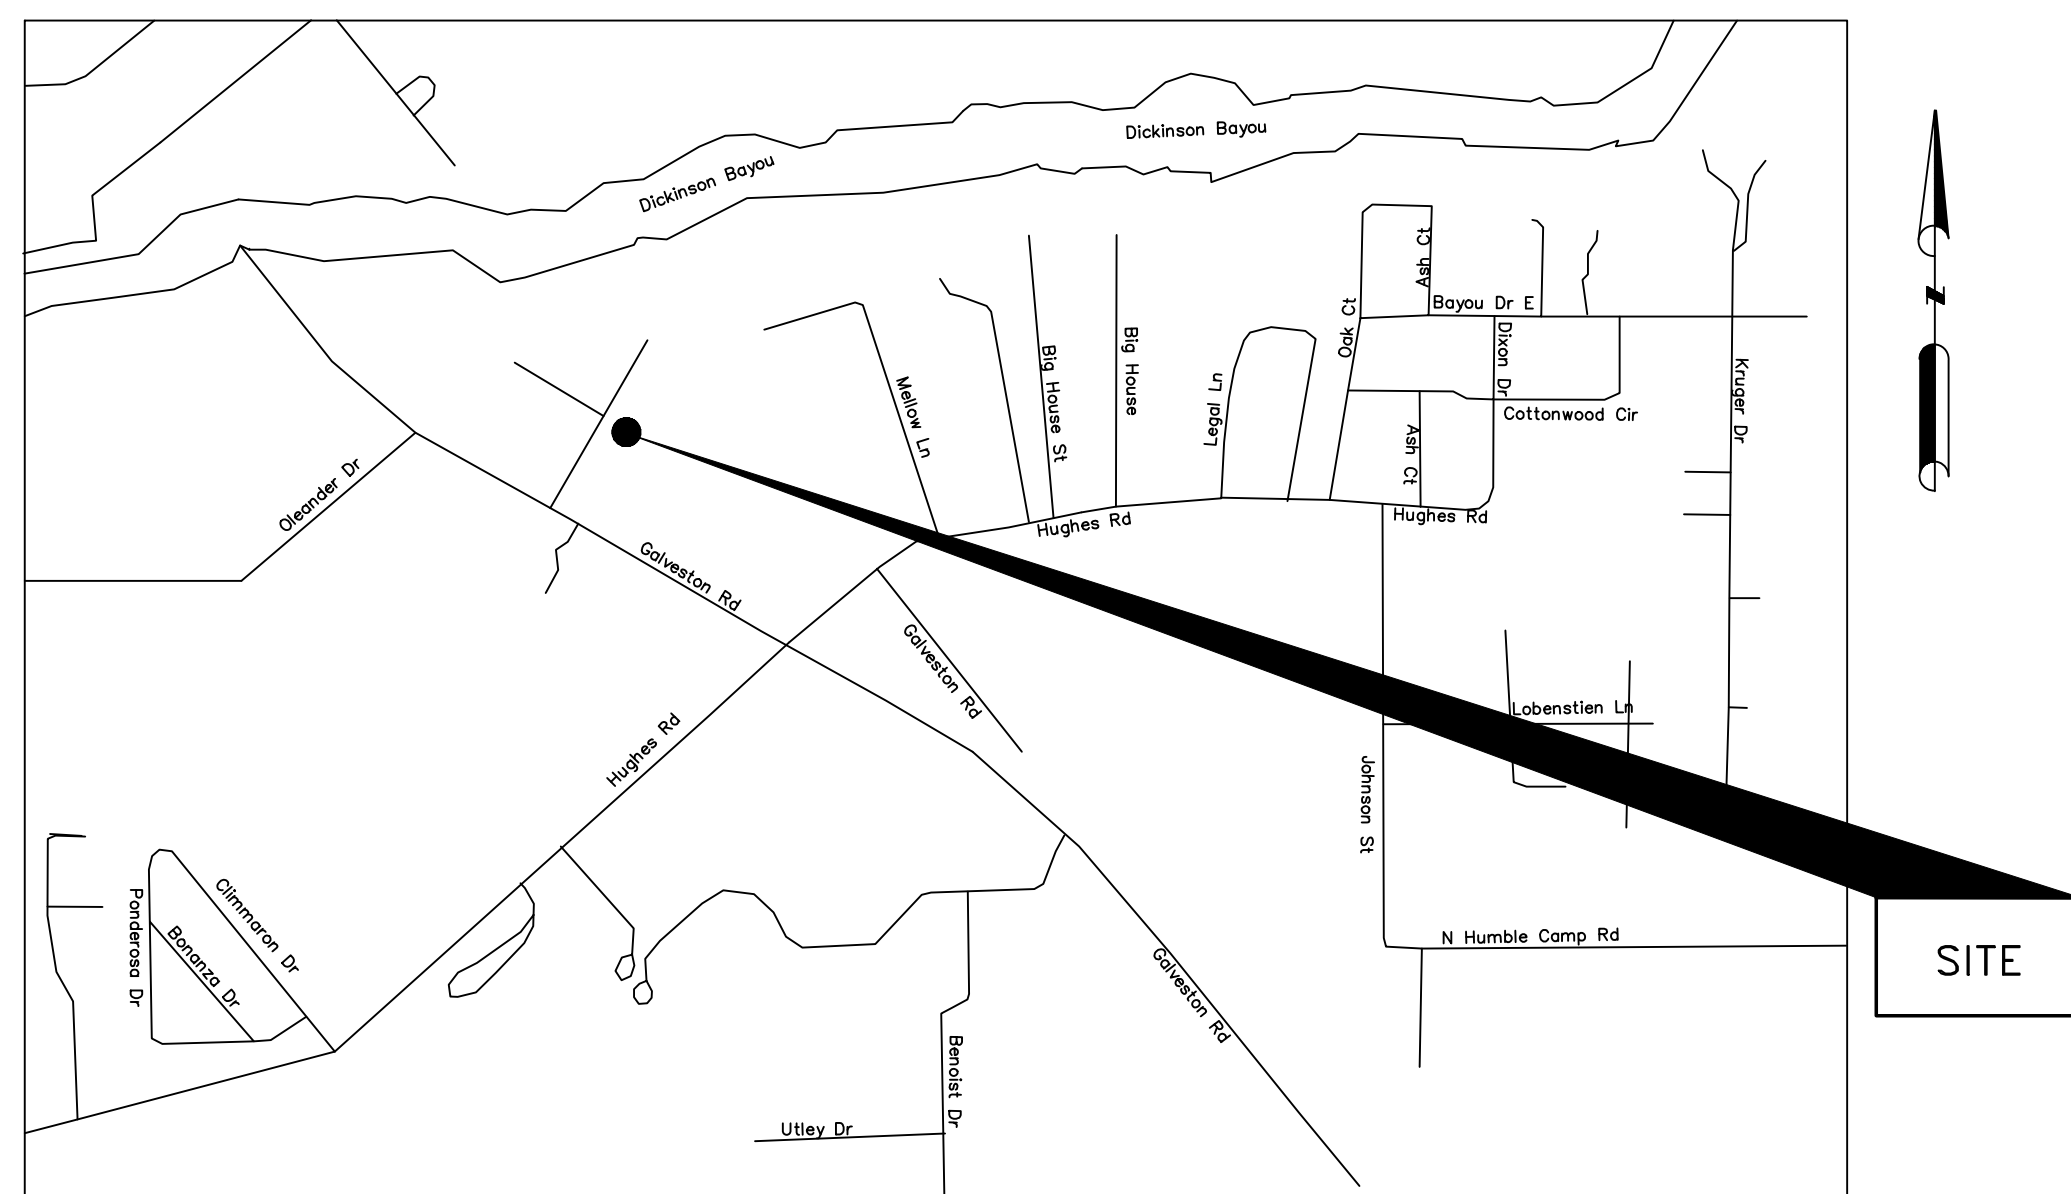 Dickinson Bayou
Dickinson Bayou
Ash Ct
N
Bayou Dr E
Oak Ct
Dixon Dr
Big House
Big House St
Mellow Ln
Legal Ln
Kruger Dr
Cottonwood Cir
Ash Ct
Oleander Dr
Hughes Rd
Hughes Rd
Galveston Rd
Galveston Rd
Hughes Rd
Lobenstien Ln
Johnson St
Climmaron Dr
Ponderosa Dr
Bonanza Dr
N Humble Camp Rd
SITE
Galveston Rd
Benoist Dr
Utley Dr